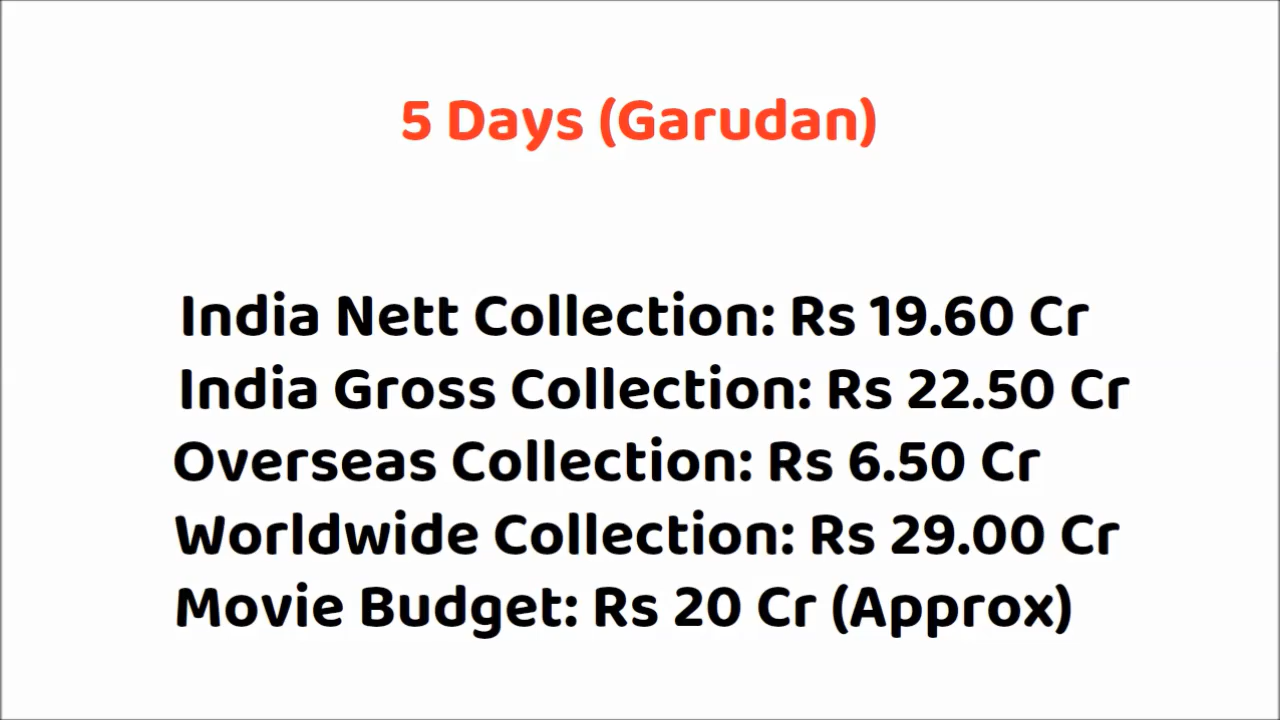 5 Days (Garudan)
India Nett Collection: Rs 19.60 Cr
India Gross Collection: Rs 22.50 Cr
Overseas Collection: Rs 6.50 Cr
Worldwide Collection: Rs 29.00 Cr
Movie Budget: Rs 20 Cr (Approx)